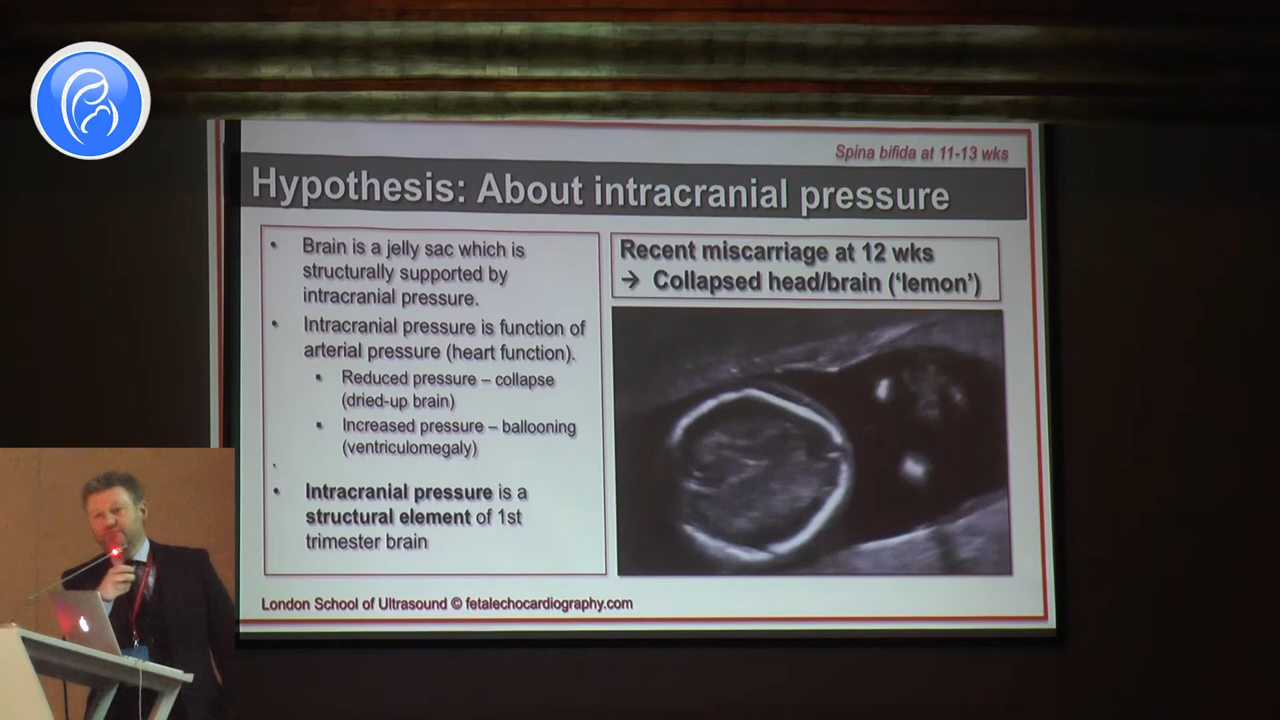 Spina bifida at 11-13 wks
Hypothesis: About intracranial pressure
• Brain is a jelly sac which is
structurally supported by
intracranial pressure.
• Intracranial pressure is function of
arterial pressure (heart function).
▪ Reduced pressure – collapse
(dried-up brain)
▪ Increased pressure – ballooning
(ventriculomegaly)
•
• Intracranial pressure is a
structural element of 1st
trimester brain
Recent miscarriage at 12 wks
→ Collapsed head/brain (‘lemon’)
London School of Ultrasound © fetalechocardiography.com